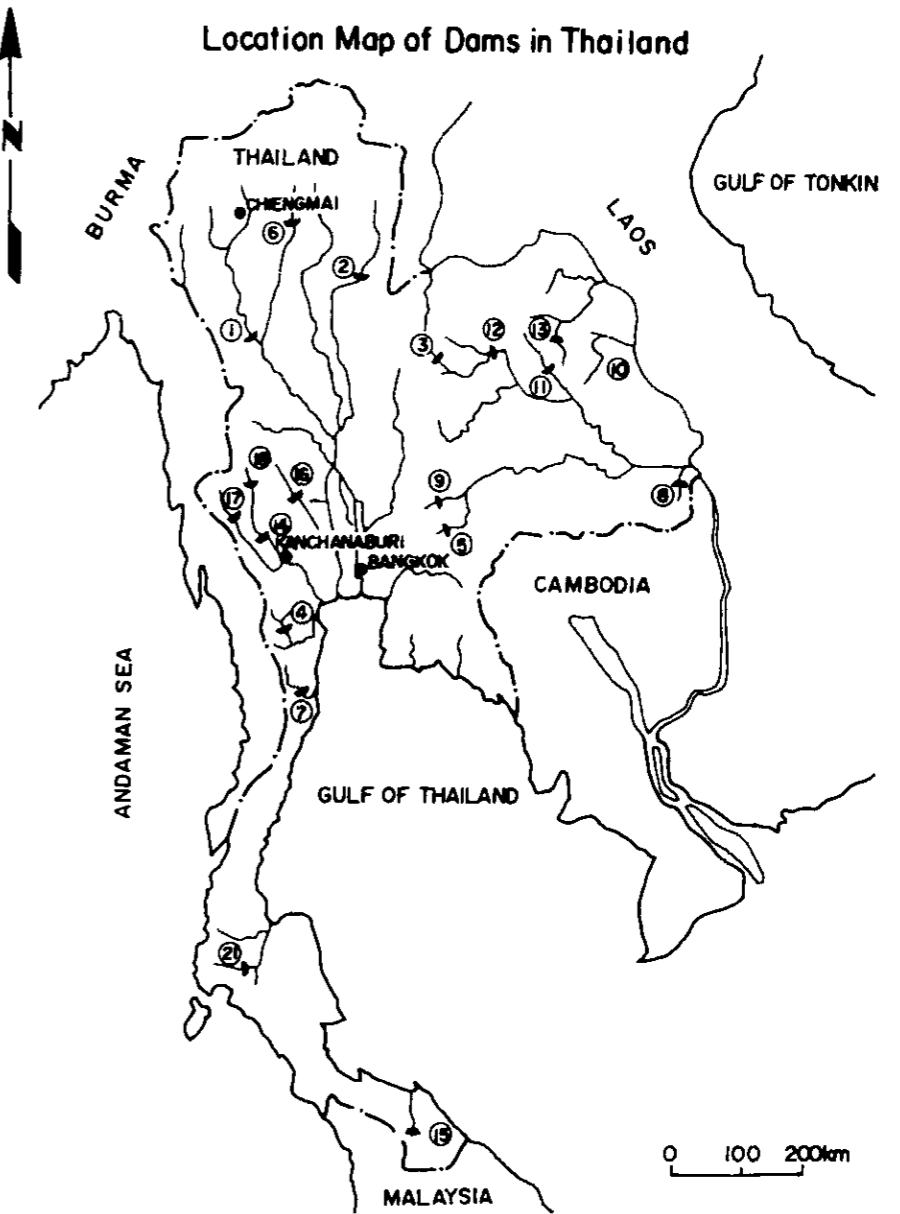 Location Map of Dams in Thailand
N
BURMA
THAILAND
CHIENGMAI
GULF OF TONKIN
LAOS
6
2
1
3
12
13
10
11
18
16
17
14
9
8
5
KANCHANABURI
BANGKOK
CAMBODIA
4
7
ANDAMAN SEA
GULF OF THAILAND
21
15
0 100 200km
MALAYSIA